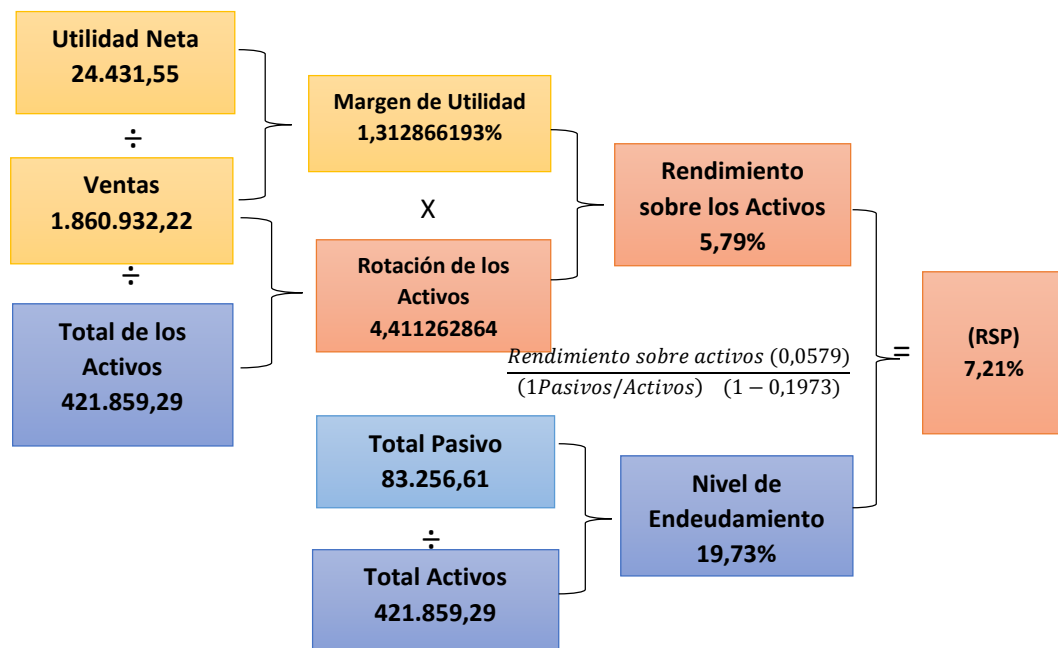 Utilidad Neta
24.431,55
÷
Ventas
1.860.932,22
÷
Total de los
Activos
421.859,29
Margen de Utilidad
1,312866193%
X
Rotación de los
Activos
4,411262864
Rendimiento
sobre los Activos
5,79%
Rendimiento sobre activos (0,0579)
(1Pasivos/Activos) (1 − 0,1973)
Total Pasivo
83.256,61
÷
Total Activos
421.859,29
Nivel de
Endeudamiento
19,73%
=
(RSP)
7,21%